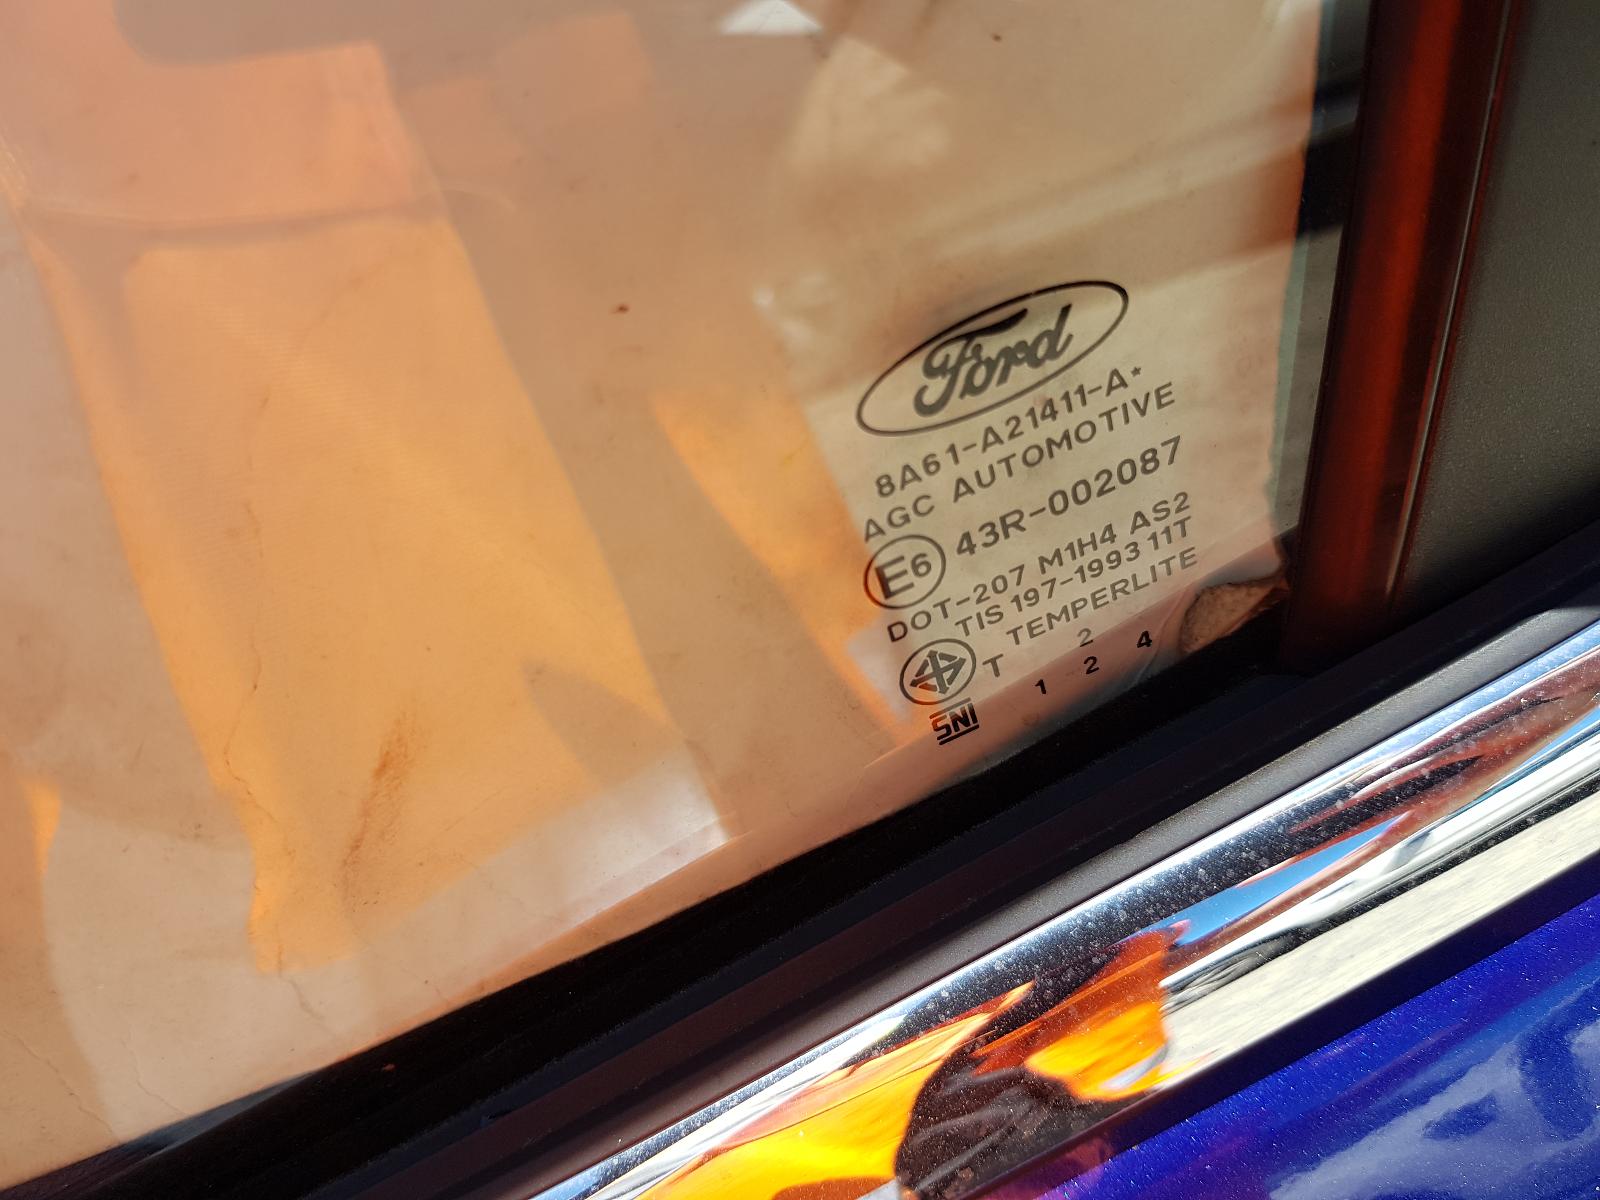 Ford
8A61-A21411-A*
AGC AUTOMOTIVE
E6 43R-002087
DOT-207 M1H4 AS2
TIS 197-1993 11T
TEMPERLITE
T 2
1 2 4
SNI